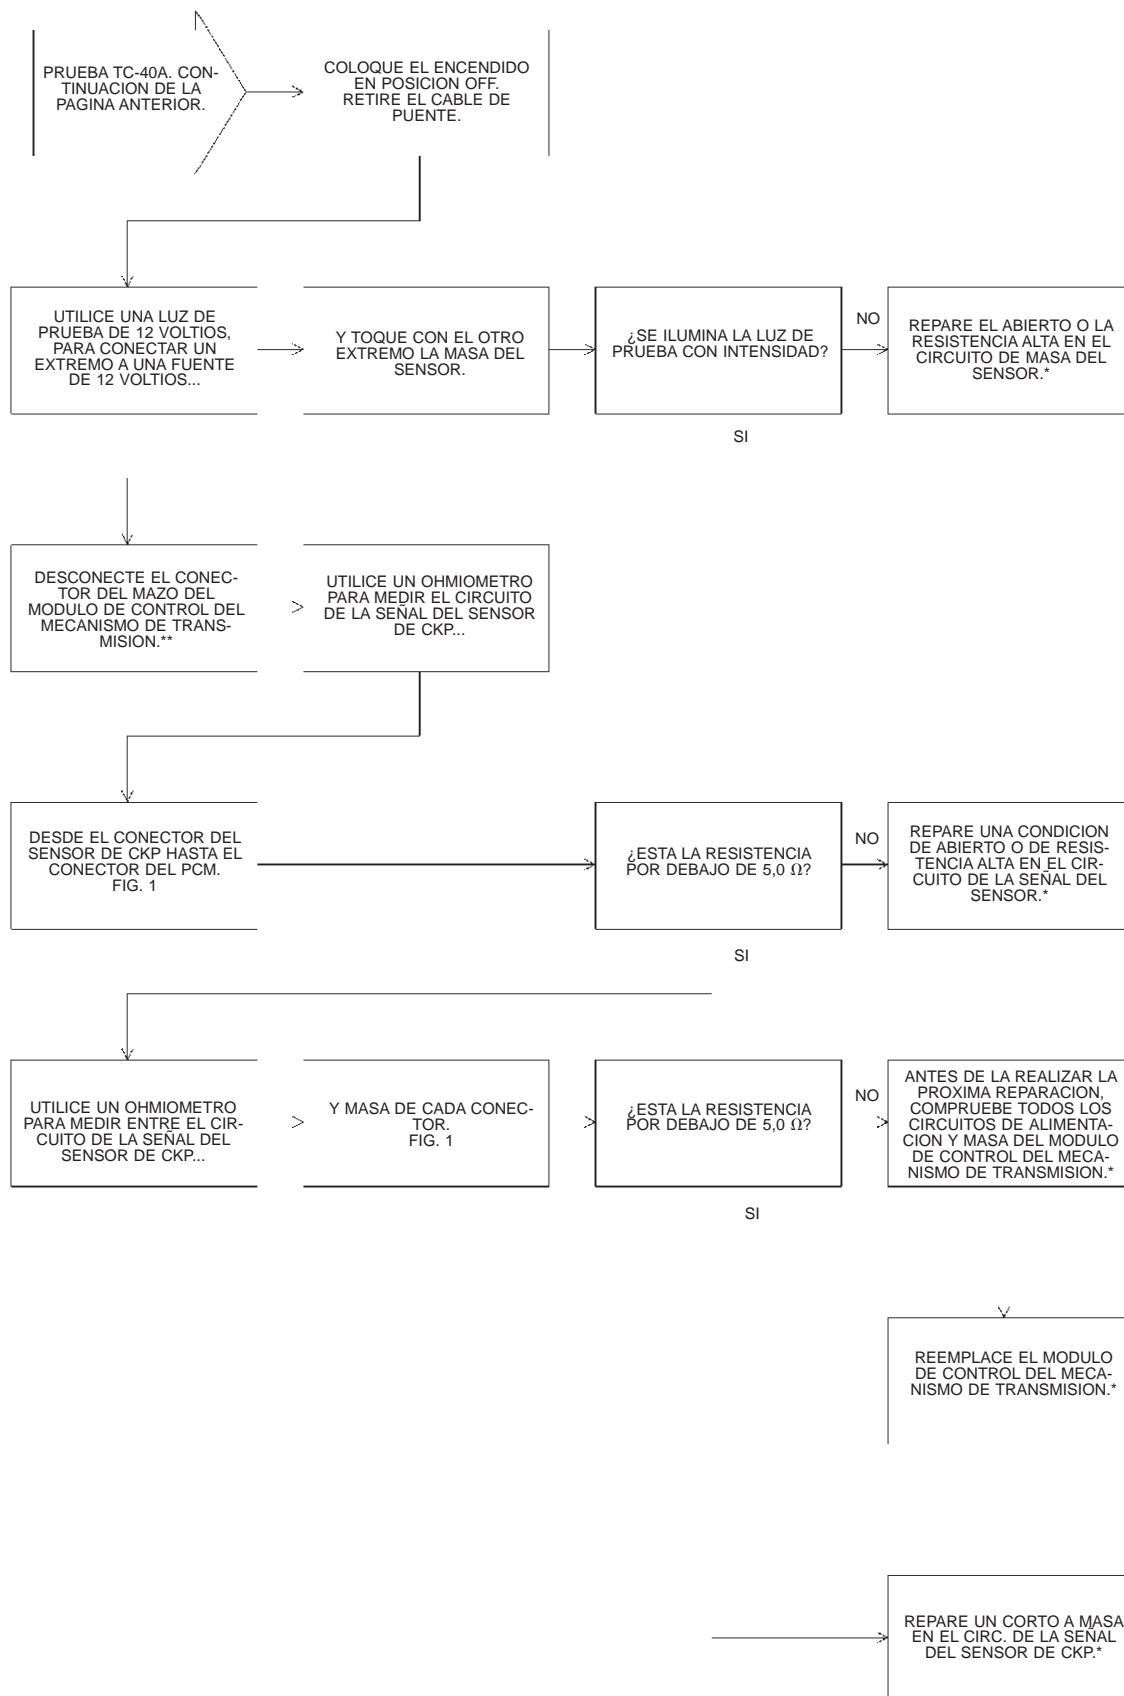 PRUEBA TC-40A. CON-
TINUACION DE LA
PAGINA ANTERIOR.
COLOQUE EL ENCENDIDO
EN POSICION OFF.
RETIRE EL CABLE DE
PUENTE.
UTILICE UNA LUZ DE
PRUEBA DE 12 VOLTIOS,
PARA CONECTAR UN
EXTREMO A UNA FUENTE
DE 12 VOLTIOS...
Y TOQUE CON EL OTRO
EXTREMO LA MASA DEL
SENSOR.
¿SE ILUMINA LA LUZ DE
PRUEBA CON INTENSIDAD?
NO
REPARE EL ABIERTO O LA
RESISTENCIA ALTA EN EL
CIRCUITO DE MASA DEL
SENSOR.*
SI
DESCONECTE EL CONEC-
TOR DEL MAZO DEL
MODULO DE CONTROL DEL
MECANISMO DE TRANS-
MISION.**
UTILICE UN OHMIOMETRO
PARA MEDIR EL CIRCUITO
DE LA SEÑAL DEL SENSOR
DE CKP...
DESDE EL CONECTOR DEL
SENSOR DE CKP HASTA EL
CONECTOR DEL PCM.
FIG. 1
¿ESTA LA RESISTENCIA
POR DEBAJO DE 5,0 Ω?
NO
REPARE UNA CONDICION
DE ABIERTO O DE RESIS-
TENCIA ALTA EN EL CIR-
CUITO DE LA SEÑAL DEL
SENSOR.*
SI
UTILICE UN OHMIOMETRO
PARA MEDIR ENTRE EL CIR-
CUITO DE LA SEÑAL DEL
SENSOR DE CKP...
Y MASA DE CADA CONEC-
TOR.
FIG. 1
¿ESTA LA RESISTENCIA
POR DEBAJO DE 5,0 Ω?
NO
ANTES DE LA REALIZAR LA
PROXIMA REPARACION,
COMPRUEBE TODOS LOS
CIRCUITOS DE ALIMENTA-
CION Y MASA DEL MODULO
DE CONTROL DEL MECA-
NISMO DE TRANSMISION.*
SI
REEMPLACE EL MODULO
DE CONTROL DEL MECA-
NISMO DE TRANSMISION.*
REPARE UN CORTO A MASA
EN EL CIRC. DE LA SEÑAL
DEL SENSOR DE CKP.*